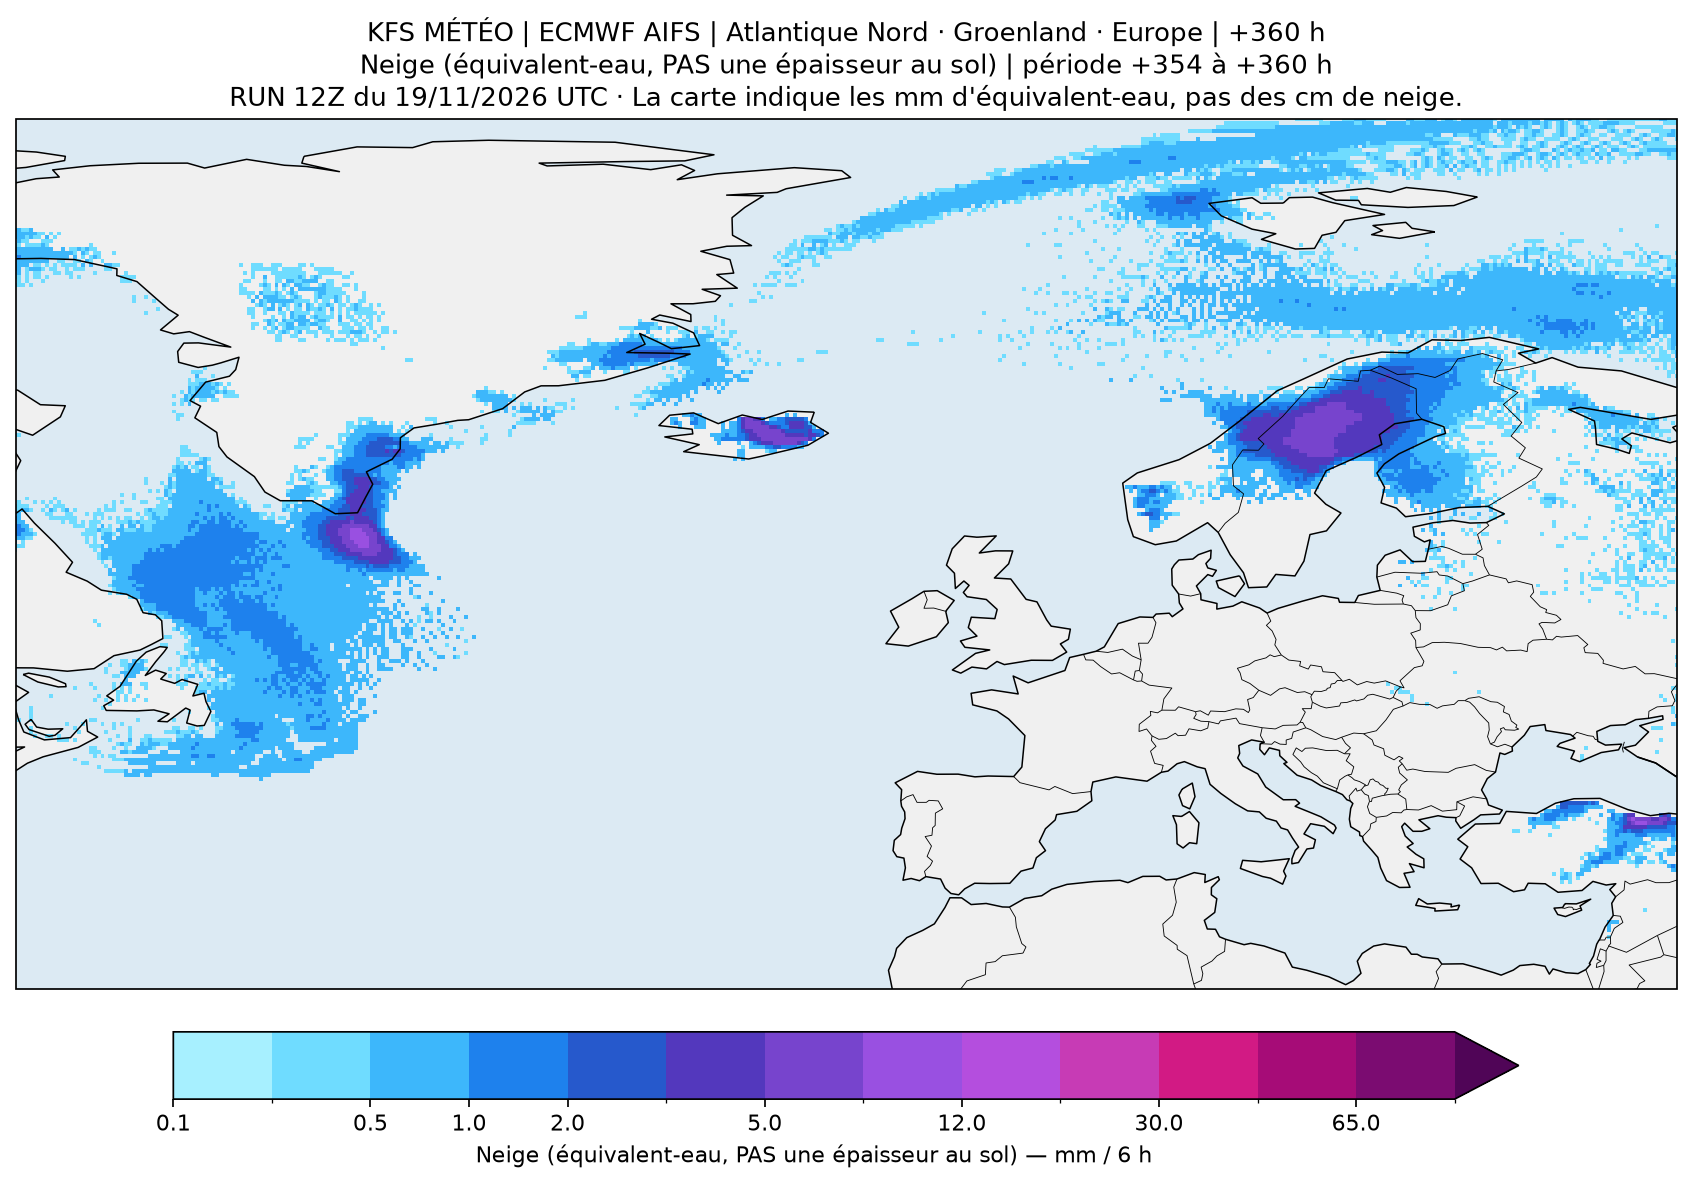 KFS MÉTÉO | ECMWF AIFS | Atlantique Nord · Groenland · Europe | +360 h
Neige (équivalent-eau, PAS une épaisseur au sol) | période +354 à +360 h
RUN 12Z du 19/11/2026 UTC · La carte indique les mm d'équivalent-eau, pas des cm de neige.
0.1 0.5 1.0 2.0 5.0 12.0 30.0 65.0
Neige (équivalent-eau, PAS une épaisseur au sol) — mm / 6 h